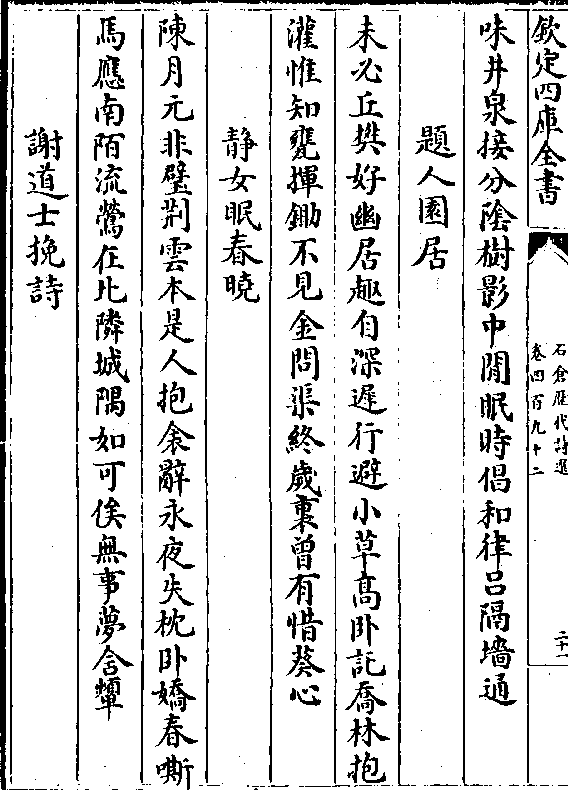 欽定四庫全書
石倉歷代詩選
卷四百九十二
二十一
味井泉接分陰樹影中閒眠時倡和律呂隔墻通
題人園居
未必丘樊好幽居趣自深遲行避小草髙卧託喬林抱
灌惟知甕揮鋤不見金問渠終歲裏曾有惜葵心
静女眠春曉
陳月元非璧荆雲本是人抱衾辭永夜失枕卧嬌春嘶
馬應南陌流鶯在比隣城隅如可俟無事夢含顰
謝道士挽詩